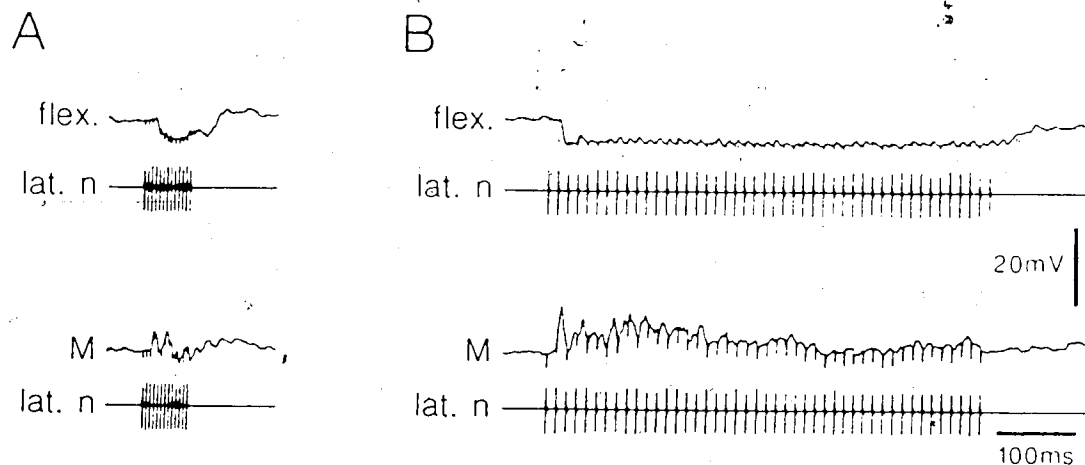 A
B
flex.
lat. n
flex.
lat. n
20mV
M
lat. n
M
lat. n
100ms